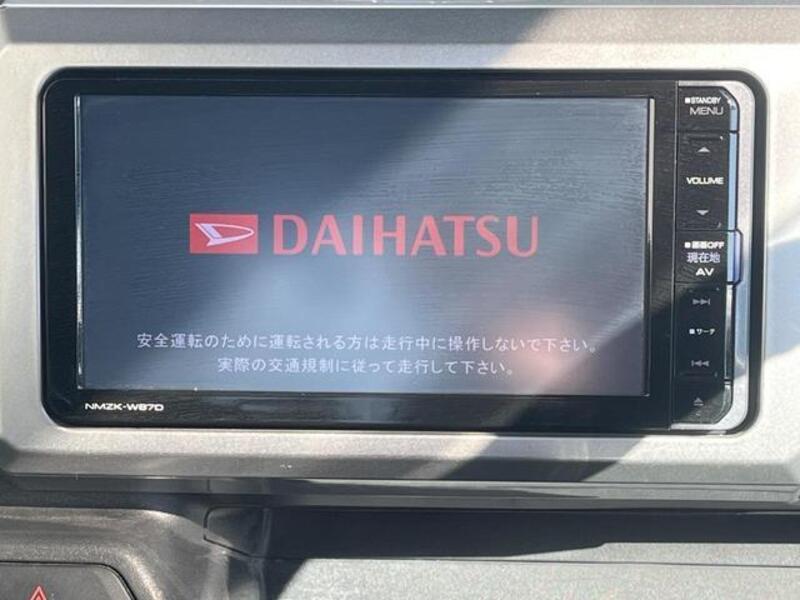 ■STANDBY
MENU
VOLUME
DAIHATSU
■画面OFF
現在地
AV
■サーチ
安全運転のために運転される方は走行中に操作しないで下さい。
実際の交通規制に従って走行して下さい。
NMZK-W67D